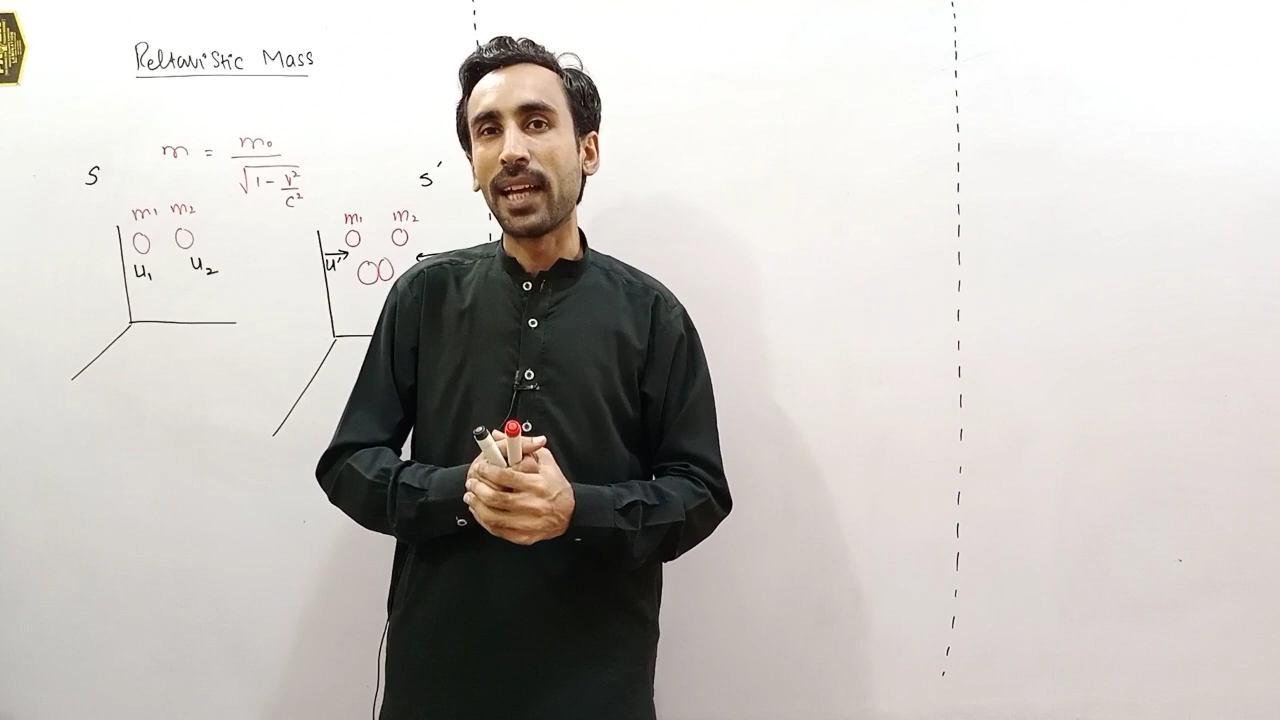 Reltavistic Mass
m = m₀ / √(1 - v²/c²)
S
m₁ m₂
u₁ u₂
S'
m₁ m₂
u'